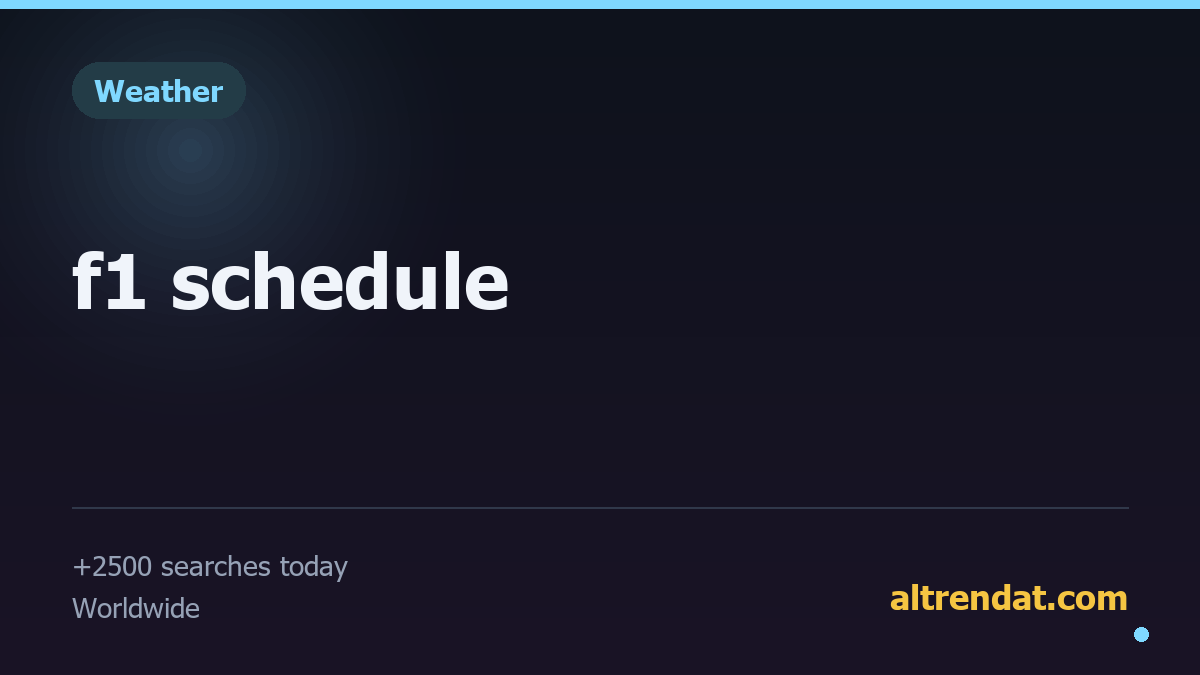 Weather
f1 schedule
+2500 searches today
Worldwide
altrendat.com